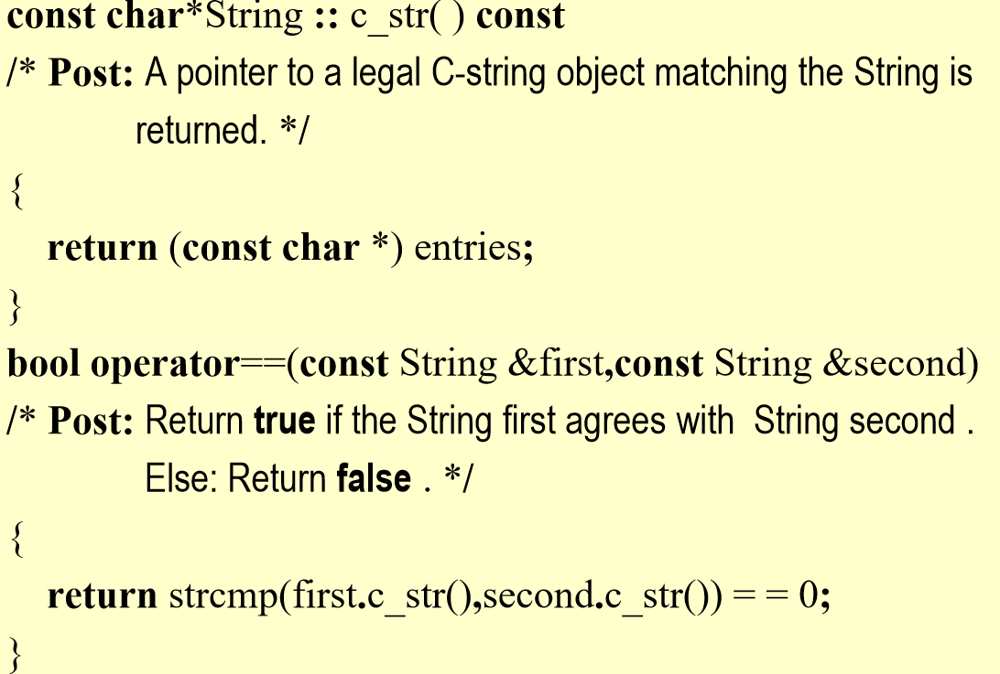 const char*String :: c_str( ) const
/* Post: A pointer to a legal C-string object matching the String is
returned. */
{
return (const char *) entries;
}
bool operator==(const String &first,const String &second)
/* Post: Return true if the String first agrees with String second .
Else: Return false . */
{
return strcmp(first.c_str(),second.c_str()) = = 0;
}